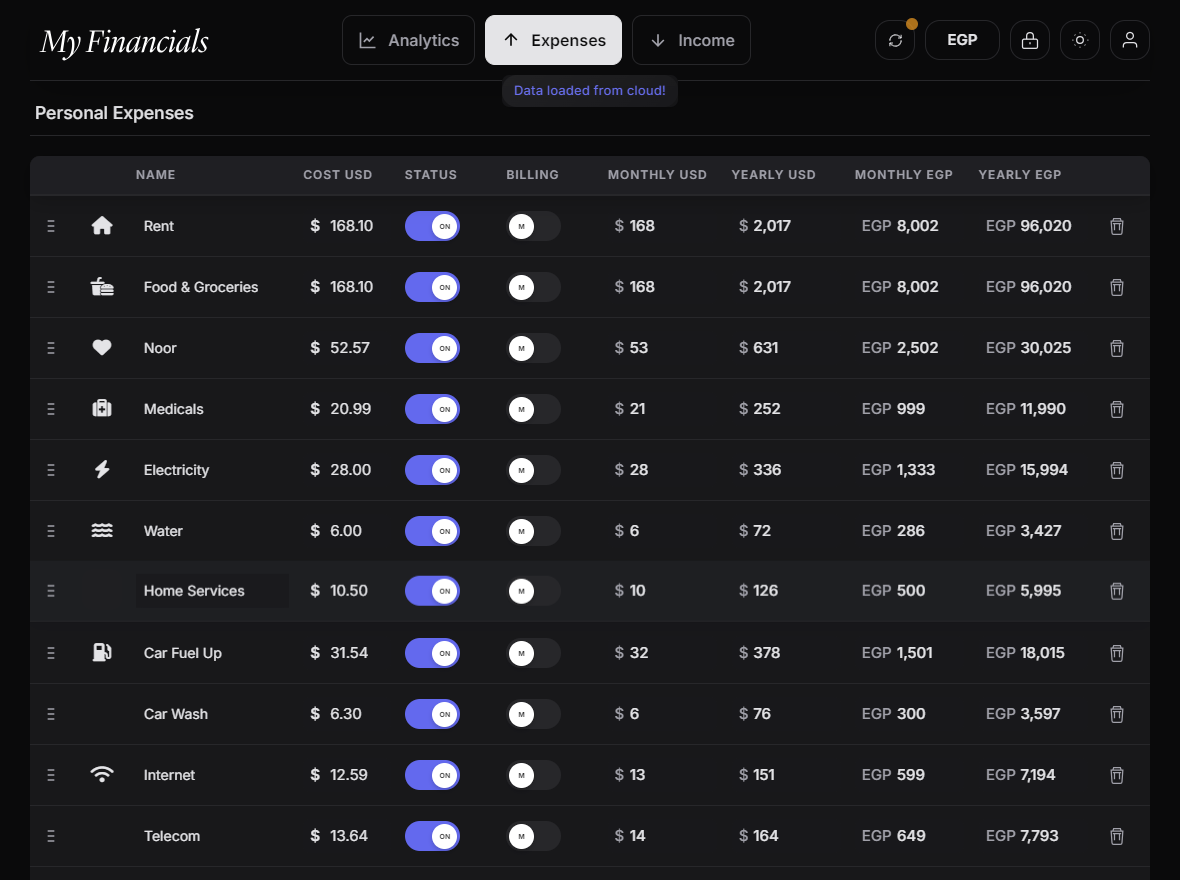 My Financials
Analytics
Expenses
Income
EGP
Data loaded from cloud!
Personal Expenses
NAME COST USD STATUS BILLING MONTHLY USD YEARLY USD MONTHLY EGP YEARLY EGP
Rent $ 168.10 ON M $ 168 $ 2,017 EGP 8,002 EGP 96,020
Food & Groceries $ 168.10 ON M $ 168 $ 2,017 EGP 8,002 EGP 96,020
Noor $ 52.57 ON M $ 53 $ 631 EGP 2,502 EGP 30,025
Medicals $ 20.99 ON M $ 21 $ 252 EGP 999 EGP 11,990
Electricity $ 28.00 ON M $ 28 $ 336 EGP 1,333 EGP 15,994
Water $ 6.00 ON M $ 6 $ 72 EGP 286 EGP 3,427
Home Services $ 10.50 ON M $ 10 $ 126 EGP 500 EGP 5,995
Car Fuel Up $ 31.54 ON M $ 32 $ 378 EGP 1,501 EGP 18,015
Car Wash $ 6.30 ON M $ 6 $ 76 EGP 300 EGP 3,597
Internet $ 12.59 ON M $ 13 $ 151 EGP 599 EGP 7,194
Telecom $ 13.64 ON M $ 14 $ 164 EGP 649 EGP 7,793